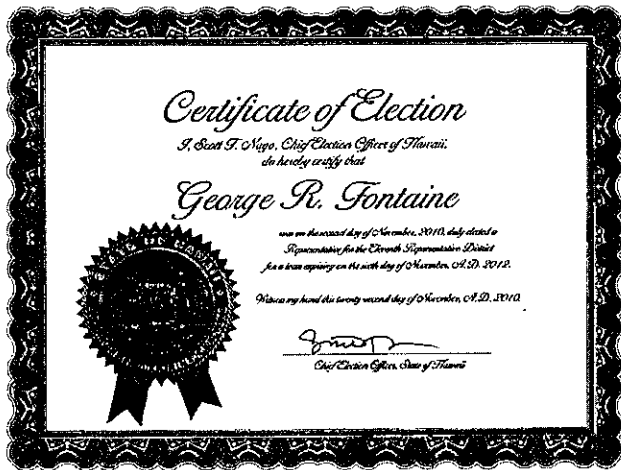 Certificate of Election
I, Scott T. Nago, Chief Election Officer of Hawaii,
do hereby certify that
George R. Fontaine
was on the second day of November, 2010, duly elected a
Representative for the Eleventh Representative District
for a term expiring on the sixth day of November, A.D. 2012.
Witness my hand this twenty second day of November, A.D. 2010.
Chief Election Officer, State of Hawaii
STATE OF HAWAII